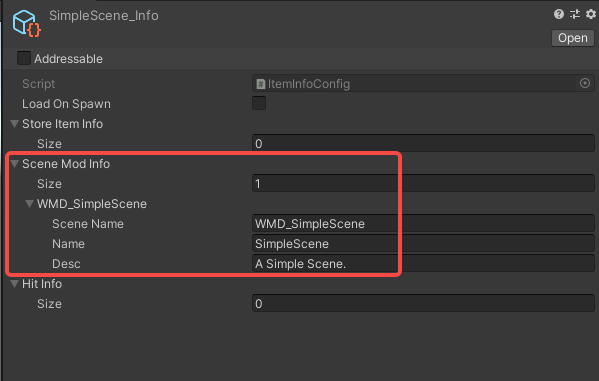 SimpleScene_Info
Open
Addressable
Script ItemInfoConfig
Load On Spawn
Store Item Info
Size 0
Scene Mod Info
Size 1
WMD_SimpleScene
Scene Name WMD_SimpleScene
Name SimpleScene
Desc A Simple Scene.
Hit Info
Size 0